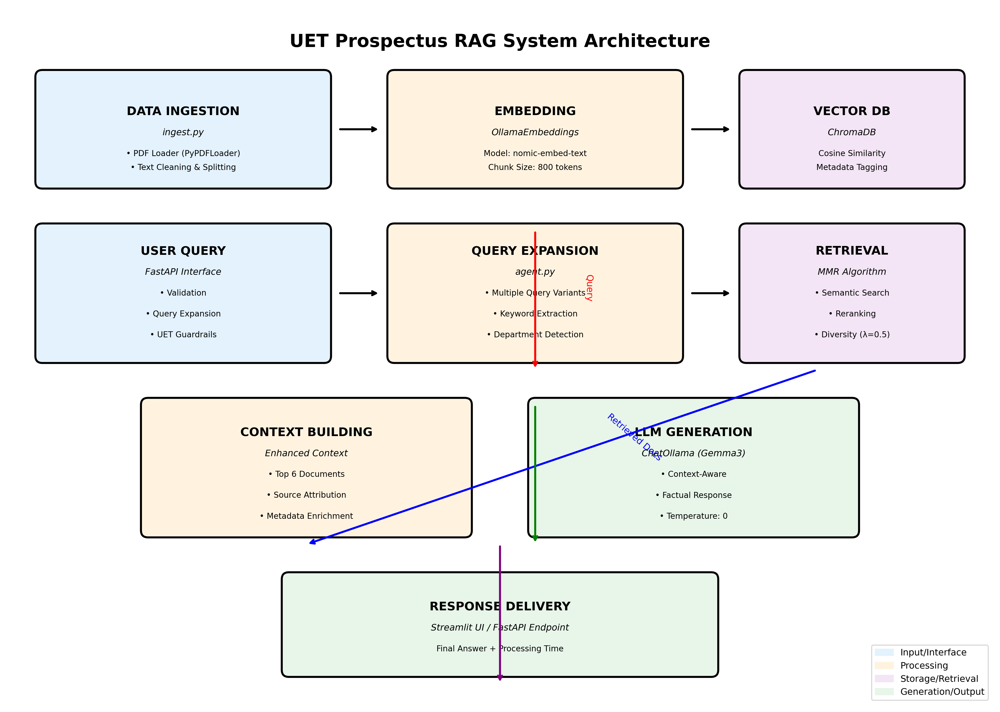 UET Prospectus RAG System Architecture
DATA INGESTION
ingest.py
• PDF Loader (PyPDFLoader)
• Text Cleaning & Splitting
EMBEDDING
OllamaEmbeddings
Model: nomic-embed-text
Chunk Size: 800 tokens
VECTOR DB
ChromaDB
Cosine Similarity
Metadata Tagging
USER QUERY
FastAPI Interface
• Validation
• Query Expansion
• UET Guardrails
QUERY EXPANSION
agent.py
• Multiple Query Variants
• Keyword Extraction
• Department Detection
Query
RETRIEVAL
MMR Algorithm
• Semantic Search
• Reranking
• Diversity (λ=0.5)
CONTEXT BUILDING
Enhanced Context
• Top 6 Documents
• Source Attribution
• Metadata Enrichment
Retrieved Docs
LLM GENERATION
ChatOllama (Gemma3)
• Context-Aware
• Factual Response
• Temperature: 0
RESPONSE DELIVERY
Streamlit UI / FastAPI Endpoint
Final Answer + Processing Time
Input/Interface
Processing
Storage/Retrieval
Generation/Output